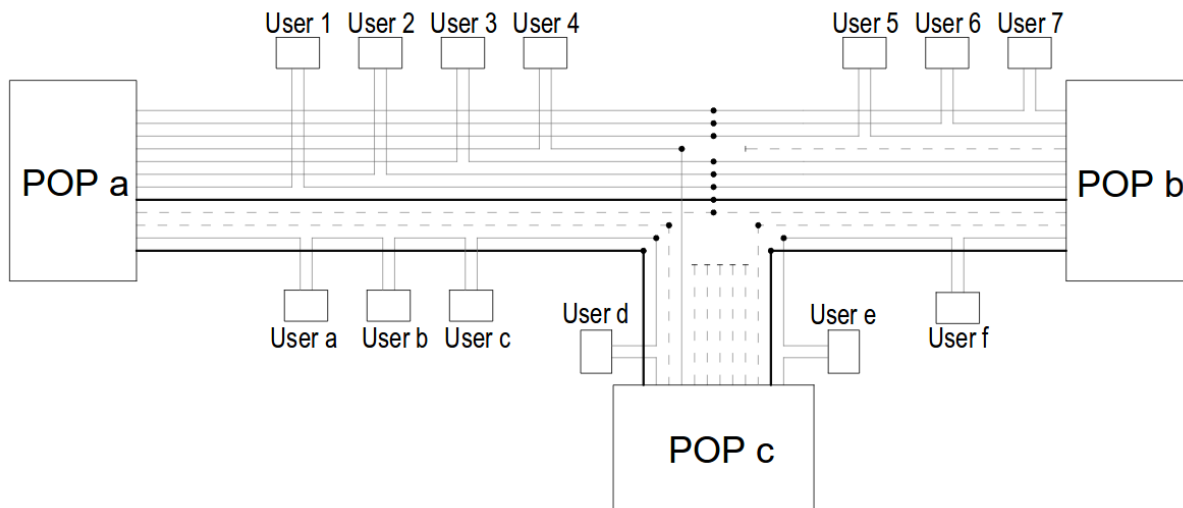 User 1
User 2
User 3
User 4
User 5
User 6
User 7
POP a
POP b
User a
User b
User c
User d
User e
User f
POP c